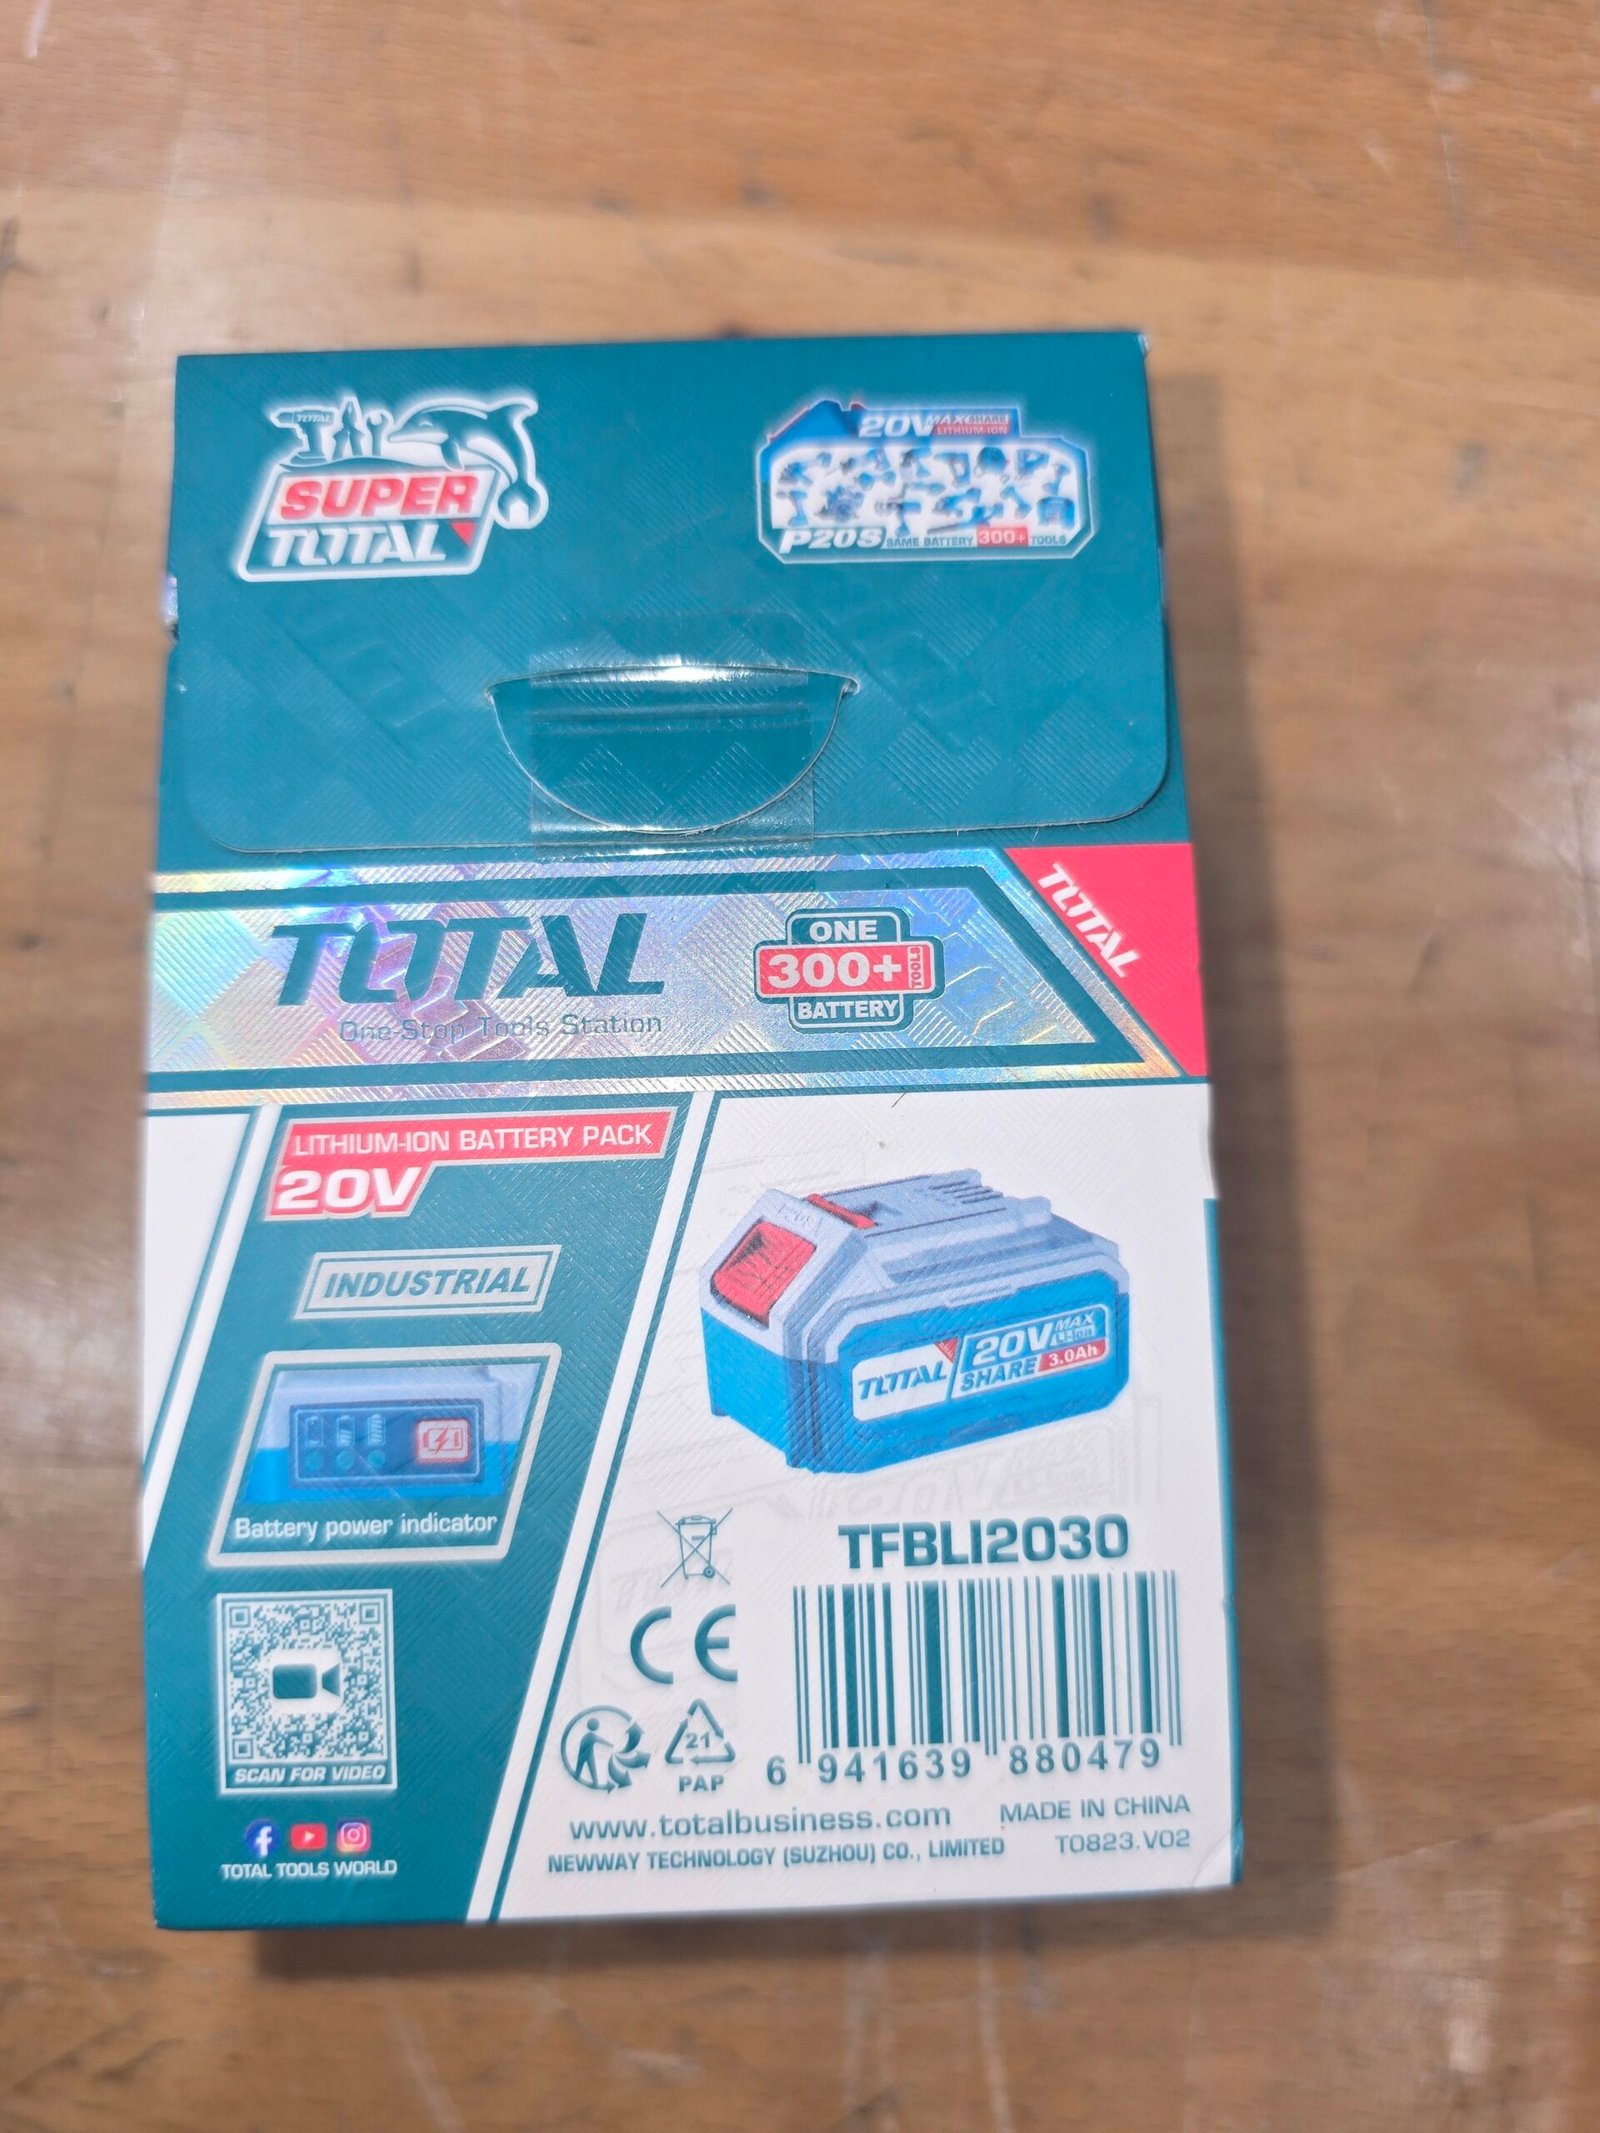 SUPER
TOTAL
20V MAX SHARE
LITHIUM-ION
P20S SAME BATTERY 300+ TOOLS
TOTAL
One-Stop Tools Station
ONE
300+ TOOLS
BATTERY
TOTAL
LITHIUM-ION BATTERY PACK
20V
INDUSTRIAL
Battery power indicator
SCAN FOR VIDEO
TOTAL TOOLS WORLD
TOTAL
20V MAX
Li-ion
SHARE 3.0Ah
TFBLI2030
CE
21
PAP
6 941639 880479
www.totalbusiness.com
MADE IN CHINA
NEWWAY TECHNOLOGY (SUZHOU) CO., LIMITED
T0823.V02